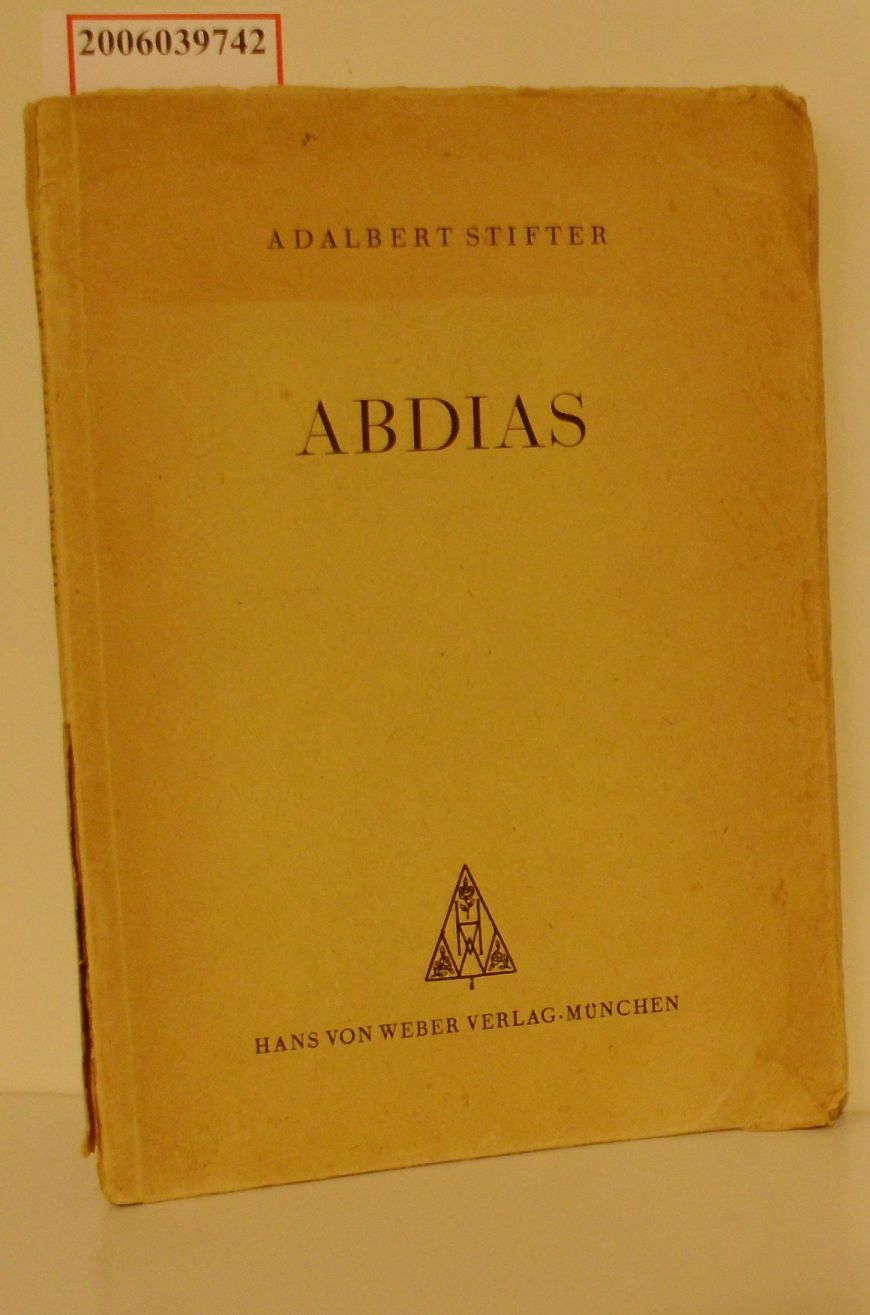 2006039742
ADALBERT STIFTER
ABDIAS
HANS VON WEBER VERLAG·MÜNCHEN